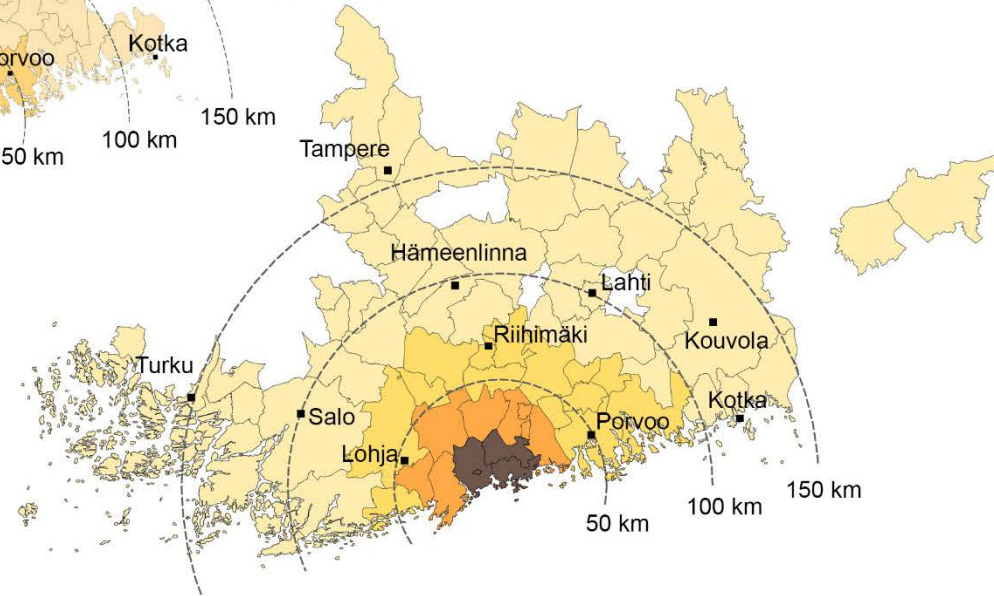 Kotka
orvoo
150 km
100 km
50 km
Tampere
Hämeenlinna
Lahti
Riihimäki
Kouvola
Turku
Kotka
Salo
Porvoo
Lohja
150 km
100 km
50 km